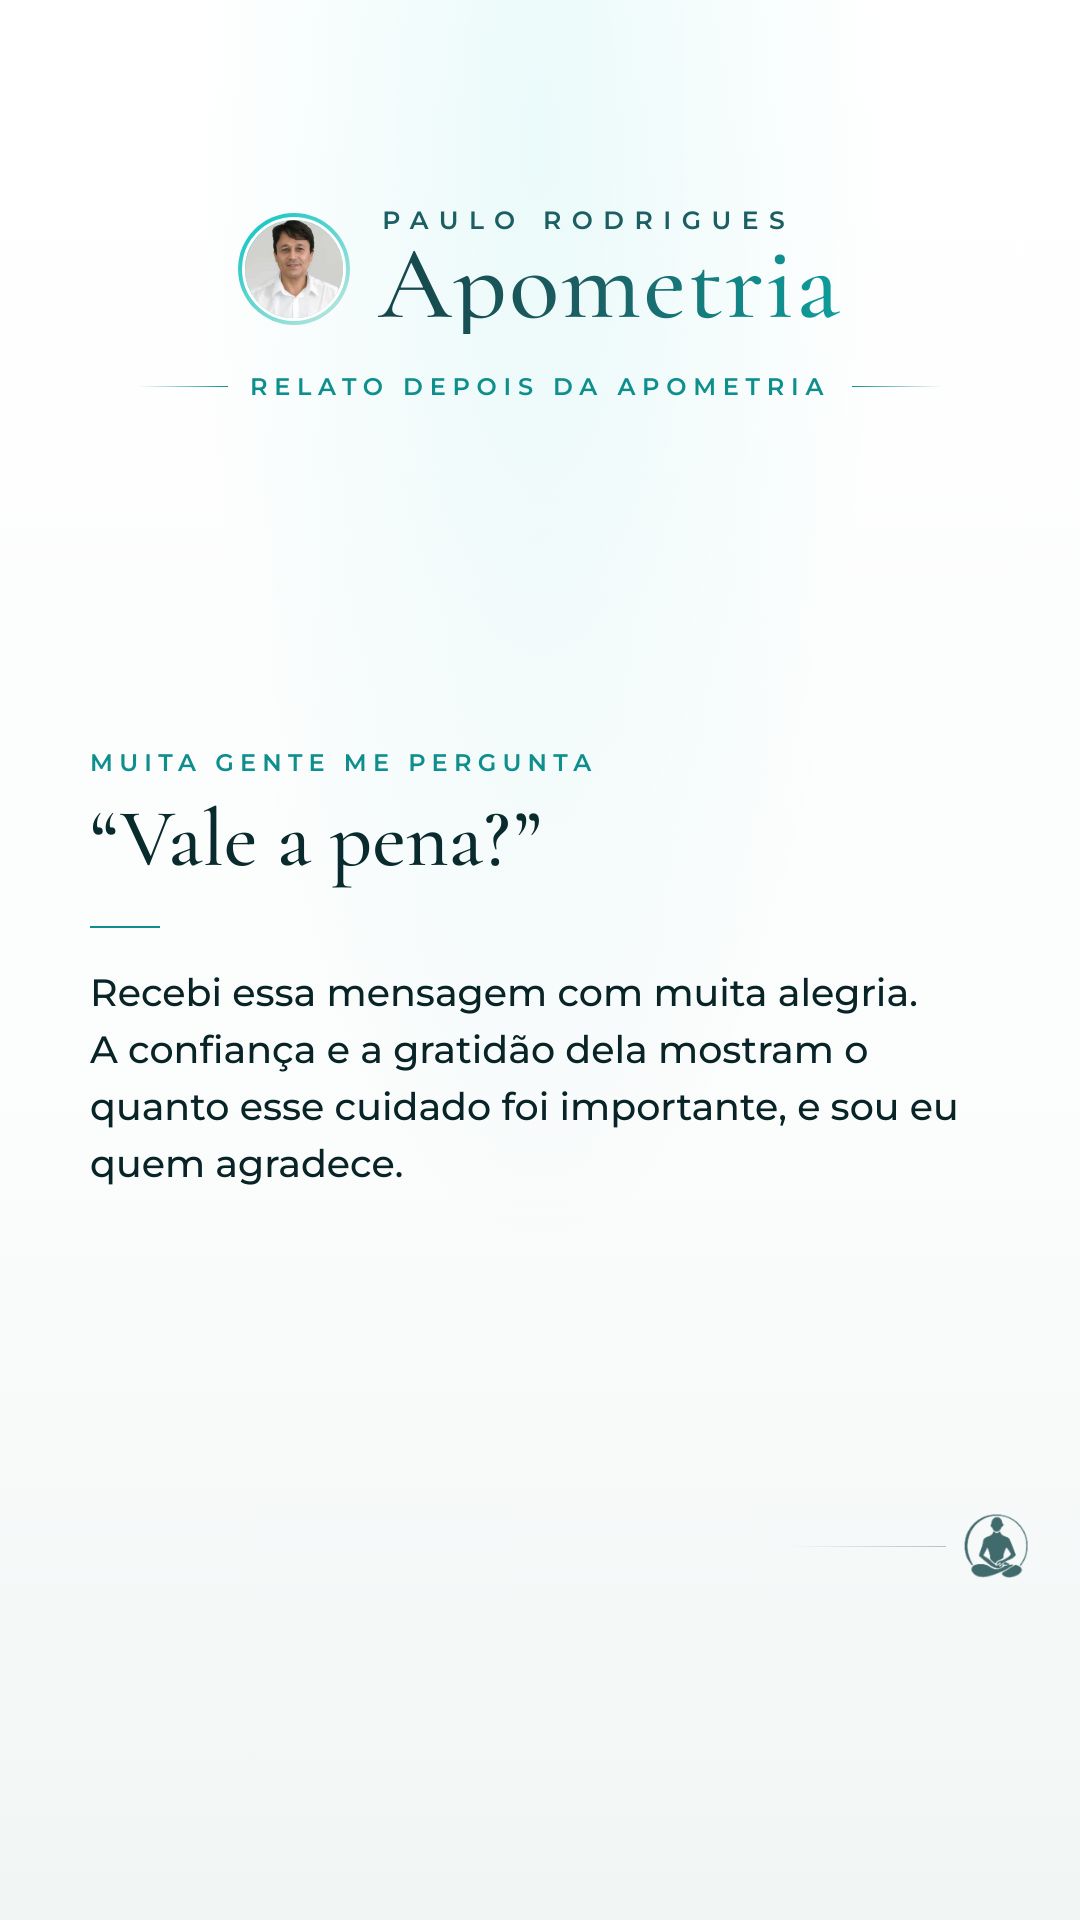 PAULO RODRIGUES
Apometria
RELATO DEPOIS DA APOMETRIA
MUITA GENTE ME PERGUNTA
“Vale a pena?”
Recebi essa mensagem com muita alegria.
A confiança e a gratidão dela mostram o
quanto esse cuidado foi importante, e sou eu
quem agradece.